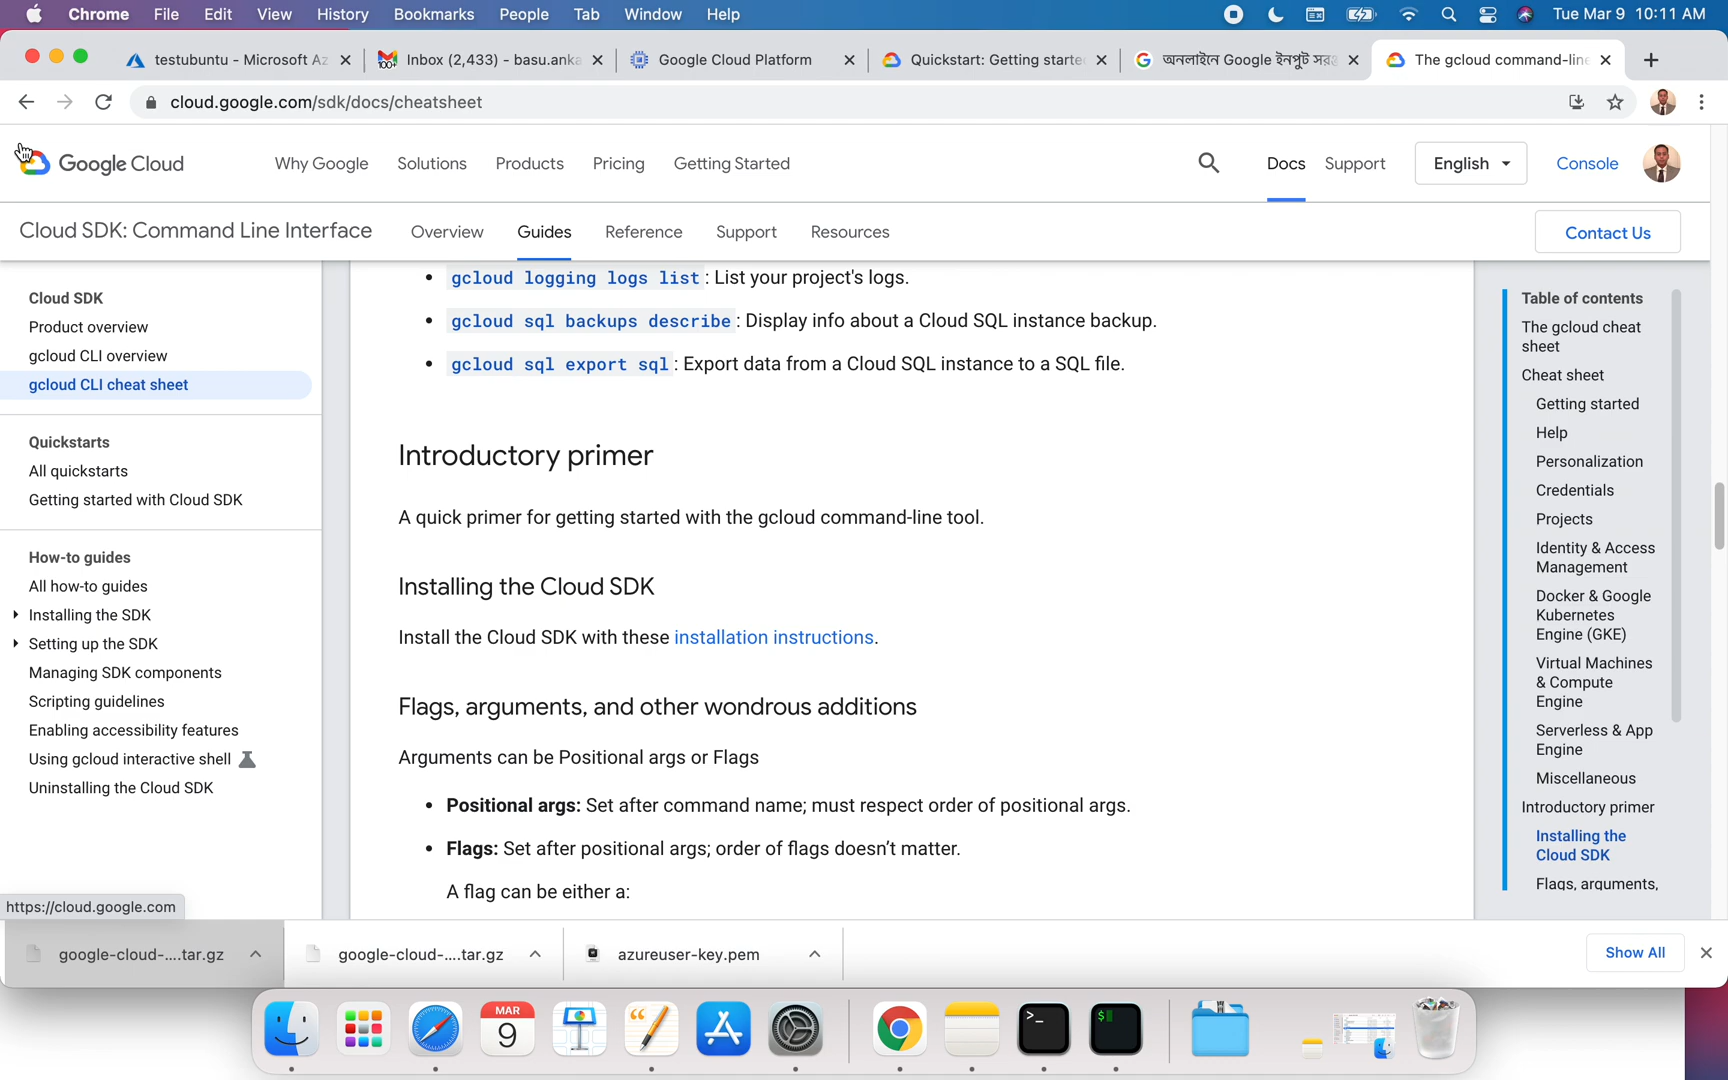 Chrome File Edit View History Bookmarks People Tab Window Help Tue Mar 9 10:11 AM
testubuntu - Microsoft Az Inbox (2,433) - basu.anka Google Cloud Platform Quickstart: Getting starte অনলাইনে Google ইনপুট The gcloud command-lin
cloud.google.com/sdk/docs/cheatsheet
Google Cloud Why Google Solutions Products Pricing Getting Started Docs Support English Console
Cloud SDK: Command Line Interface Overview Guides Reference Support Resources Contact Us
Cloud SDK
Product overview
gcloud CLI overview
gcloud CLI cheat sheet
Quickstarts
All quickstarts
Getting started with Cloud SDK
How-to guides
All how-to guides
Installing the SDK
Setting up the SDK
Managing SDK components
Scripting guidelines
Enabling accessibility features
Using gcloud interactive shell
Uninstalling the Cloud SDK
gcloud logging logs list: List your project's logs.
gcloud sql backups describe: Display info about a Cloud SQL instance backup.
gcloud sql export sql: Export data from a Cloud SQL instance to a SQL file.
Introductory primer
A quick primer for getting started with the gcloud command-line tool.
Installing the Cloud SDK
Install the Cloud SDK with these installation instructions.
Flags, arguments, and other wondrous additions
Arguments can be Positional args or Flags
Positional args: Set after command name; must respect order of positional args.
Flags: Set after positional args; order of flags doesn't matter.
A flag can be either a:
Table of contents
The gcloud cheat
sheet
Cheat sheet
Getting started
Help
Personalization
Credentials
Projects
Identity & Access
Management
Docker & Google
Kubernetes
Engine (GKE)
Virtual Machines
& Compute
Engine
Serverless & App
Engine
Miscellaneous
Introductory primer
Installing the
Cloud SDK
Flags, arguments,
https://cloud.google.com
google-cloud-....tar.gz google-cloud-....tar.gz azureuser-key.pem Show All
MAR
9